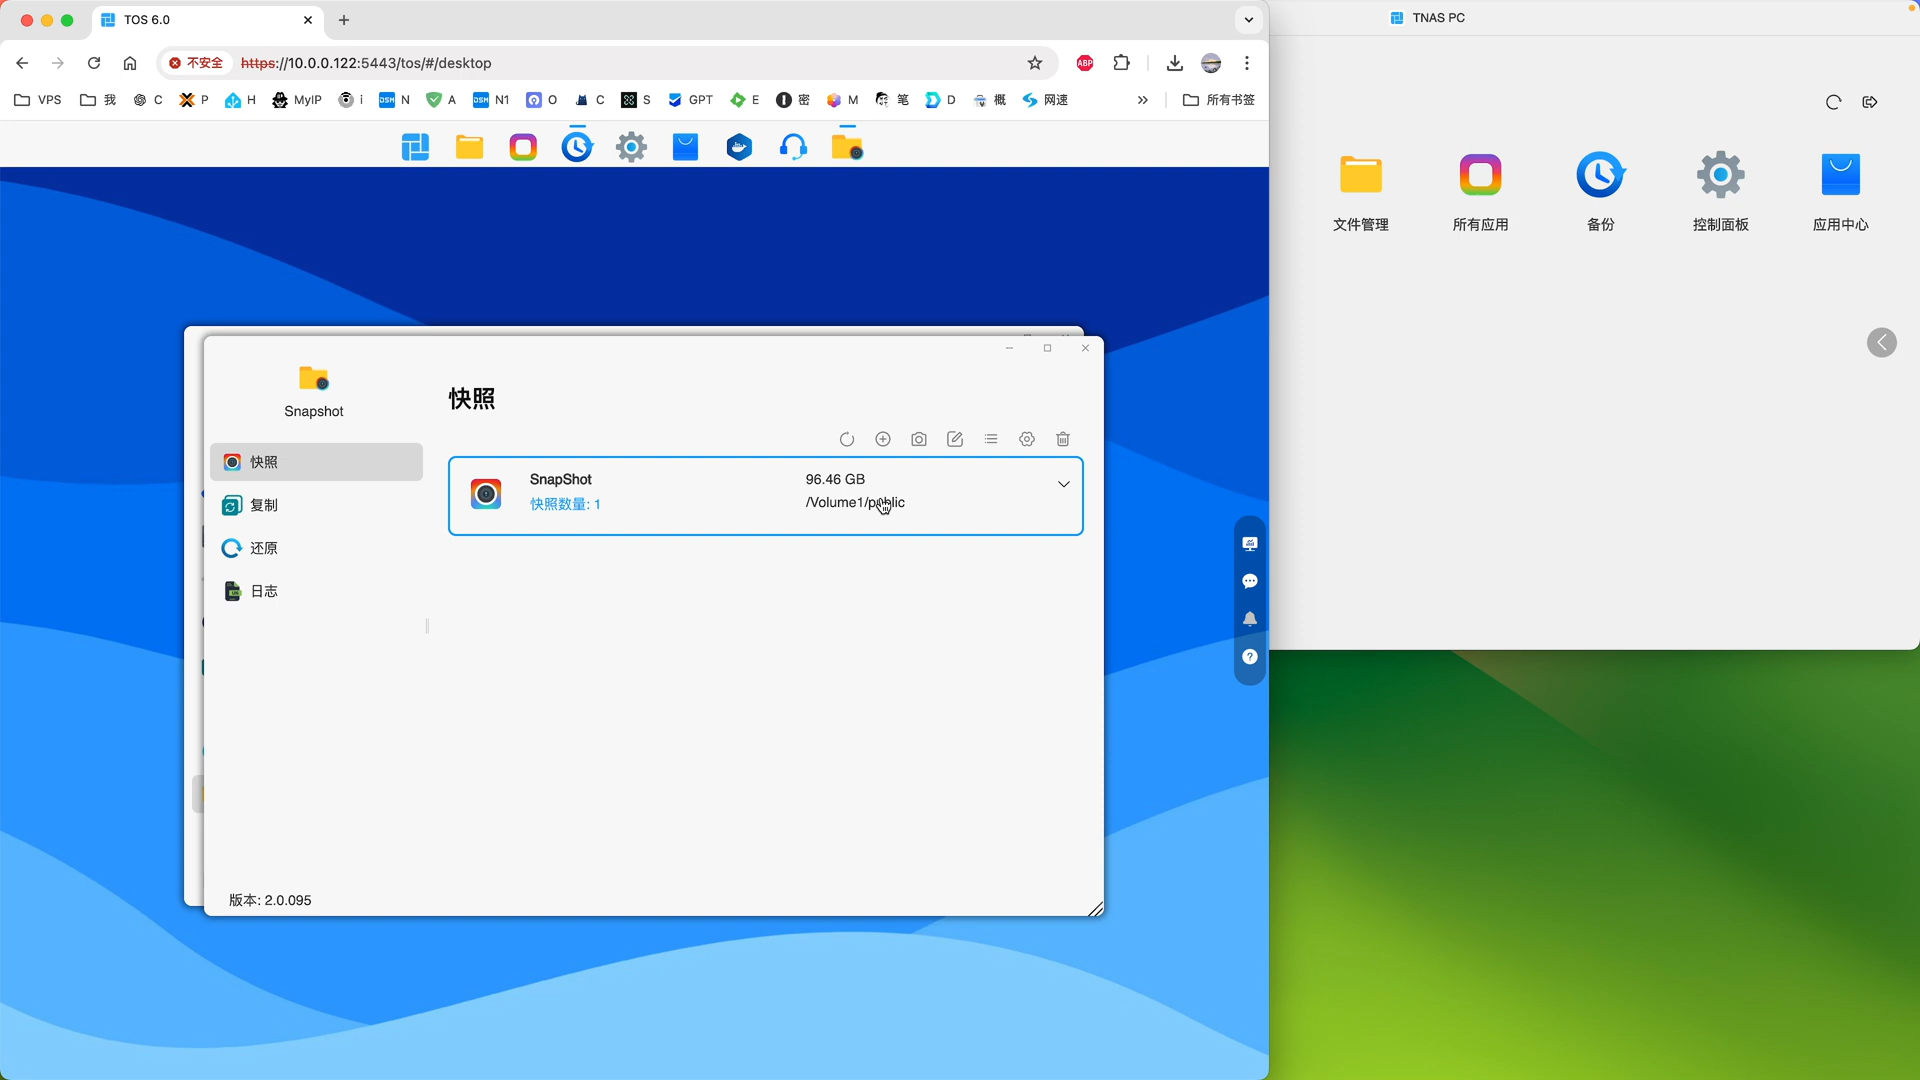 TOS 6.0
TNAS PC
不安全
https://10.0.0.122:5443/tos/#/desktop
ABP
VPS
我
C
P
H
MyIP
i
DSM
N
A
DSM
N1
O
C
S
GPT
E
密
M
笔
D
概
网速
所有书签
文件管理
所有应用
备份
控制面板
应用中心
Snapshot
快照
快照
复制
还原
日志
SnapShot
96.46 GB
快照数量: 1
/Volume1/public
版本: 2.0.095